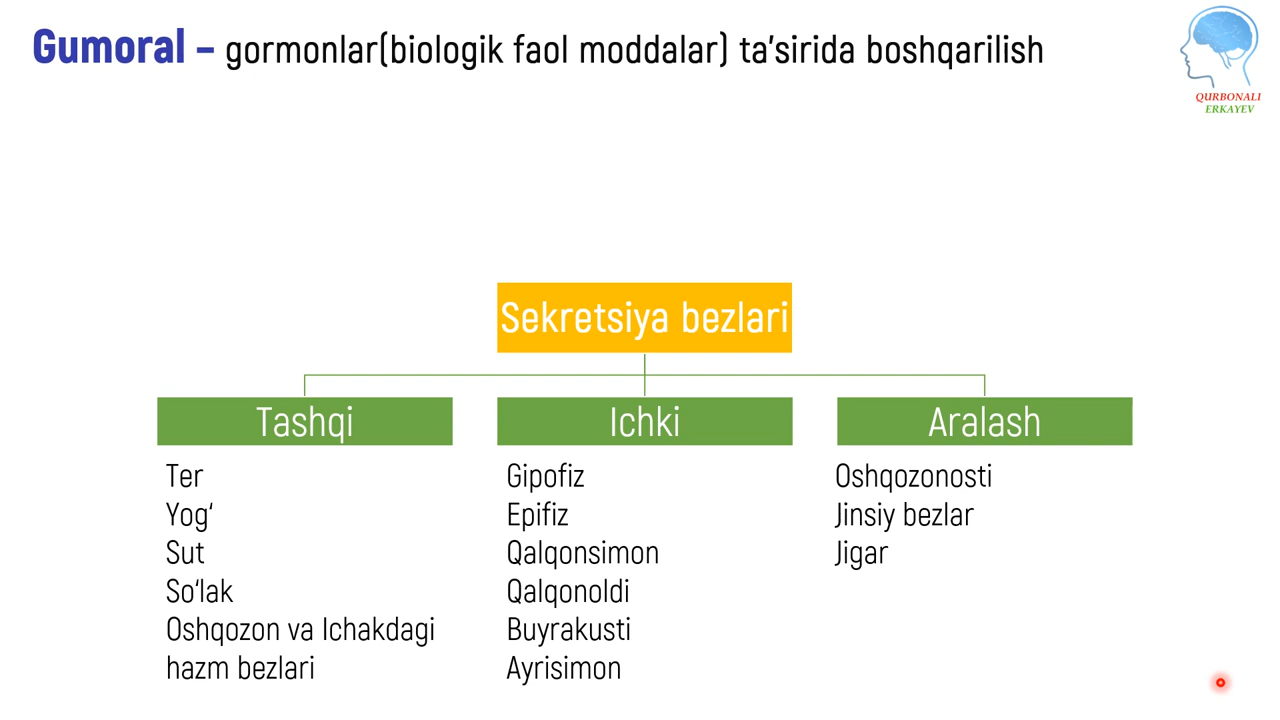 Gumoral – gormonlar(biologik faol moddalar) ta’sirida boshqarilish
QURBONALI
ERKAYEV
Sekretsiya bezlari
Tashqi
Ichki
Aralash
Ter
Yog‘
Sut
So‘lak
Oshqozon va Ichakdagi
hazm bezlari
Gipofiz
Epifiz
Qalqonsimon
Qalqonoldi
Buyrakusti
Ayrisimon
Oshqozonosti
Jinsiy bezlar
Jigar